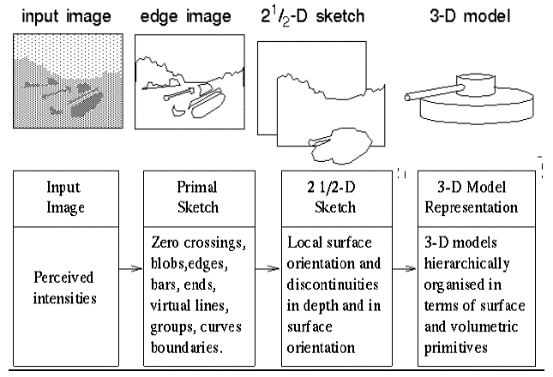 input image
edge image
2 1/2-D sketch
3-D model
Input
Image
Perceived
intensities
Primal
Sketch
Zero crossings,
blobs,edges,
bars, ends,
virtual lines,
groups, curves
boundaries.
2 1/2-D
Sketch
Local surface
orientation and
discontinuities
in depth and in
surface
orientation
3-D Model
Representation
3-D models
hierarchically
organised in
terms of surface
and volumetric
primitives